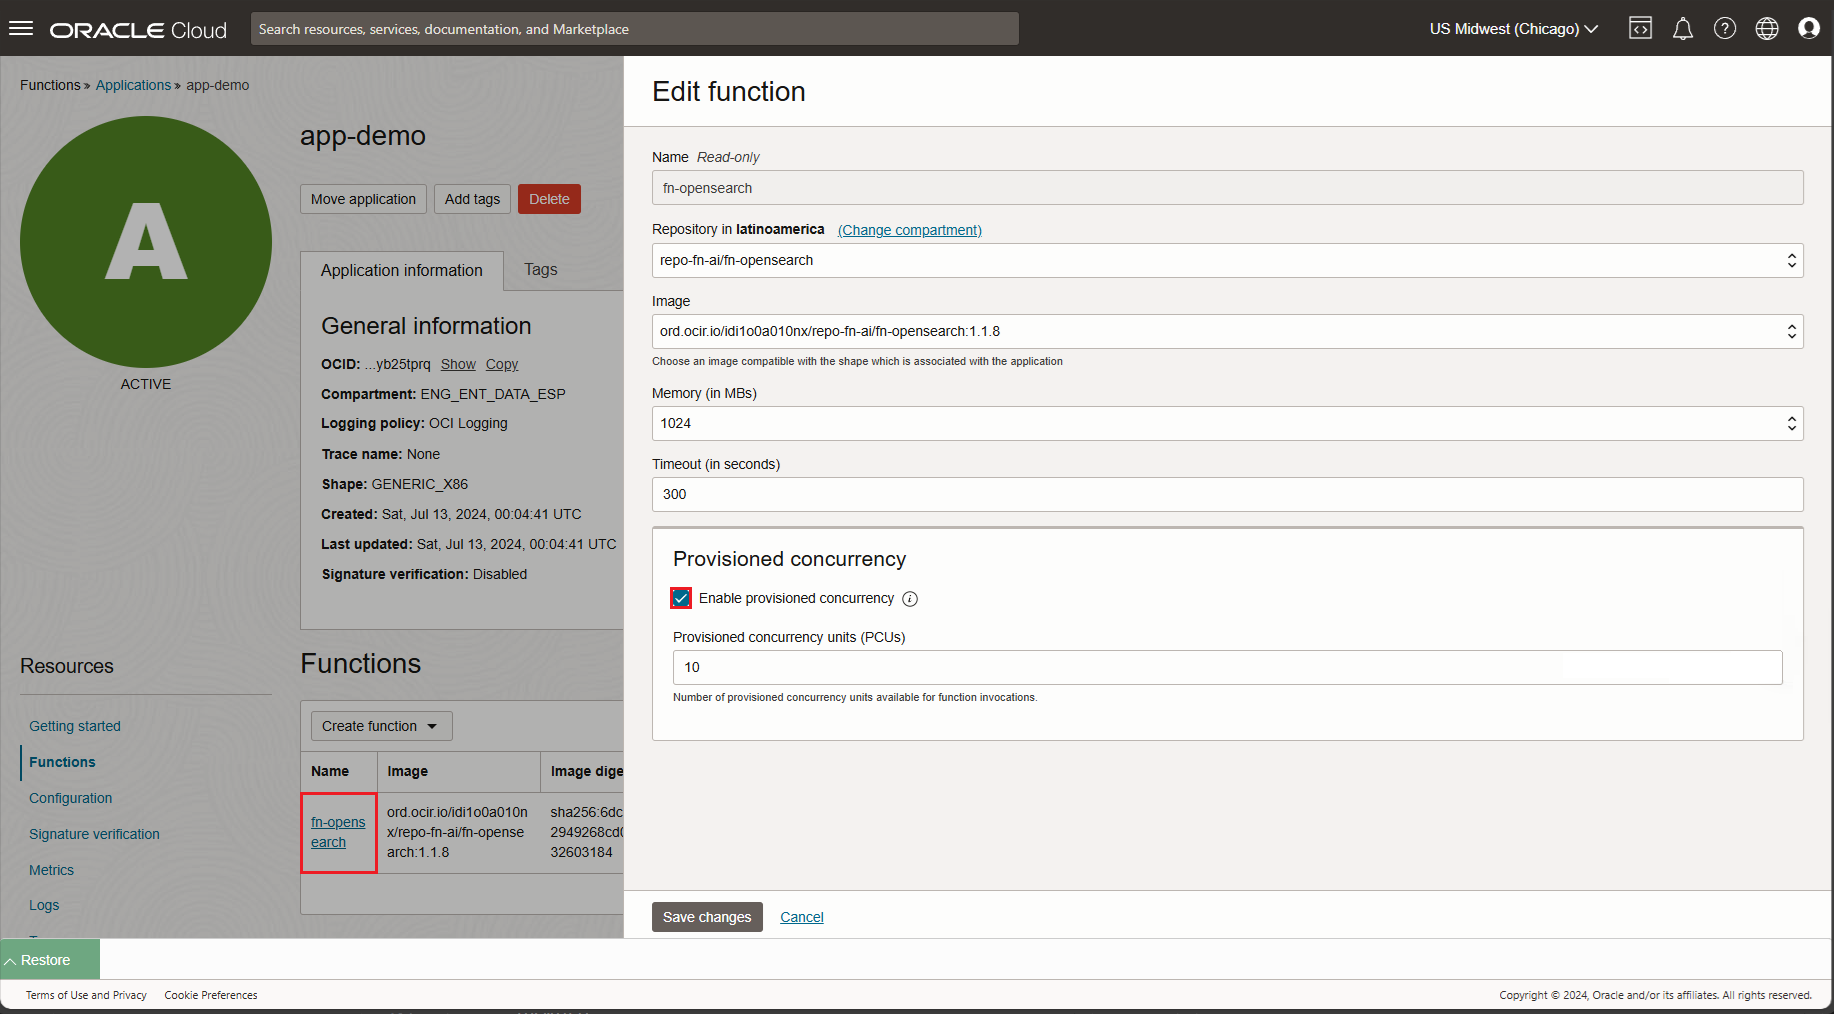 ORACLE Cloud
Search resources, services, documentation, and Marketplace
US Midwest (Chicago)
Functions » Applications » app-demo
A
ACTIVE
app-demo
Move application
Add tags
Delete
Application information
Tags
General information
OCID: ...yb25tprq Show Copy
Compartment: ENG_ENT_DATA_ESP
Logging policy: OCI Logging
Trace name: None
Shape: GENERIC_X86
Created: Sat, Jul 13, 2024, 00:04:41 UTC
Last updated: Sat, Jul 13, 2024, 00:04:41 UTC
Signature verification: Disabled
Resources
Getting started
Functions
Configuration
Signature verification
Metrics
Logs
Functions
Create function
Name Image Image dige
fn-opens
earch
ord.ocir.io/idi1o0a010n
x/repo-fn-ai/fn-opense
arch:1.1.8
sha256:6dc
2949268cd
32603184
Edit function
Name Read-only
fn-opensearch
Repository in latinoamerica (Change compartment)
repo-fn-ai/fn-opensearch
Image
ord.ocir.io/idi1o0a010nx/repo-fn-ai/fn-opensearch:1.1.8
Choose an image compatible with the shape which is associated with the application
Memory (in MBs)
1024
Timeout (in seconds)
300
Provisioned concurrency
Enable provisioned concurrency
Provisioned concurrency units (PCUs)
10
Number of provisioned concurrency units available for function invocations.
Save changes
Cancel
Restore
Terms of Use and Privacy
Cookie Preferences
Copyright © 2024, Oracle and/or its affiliates. All rights reserved.